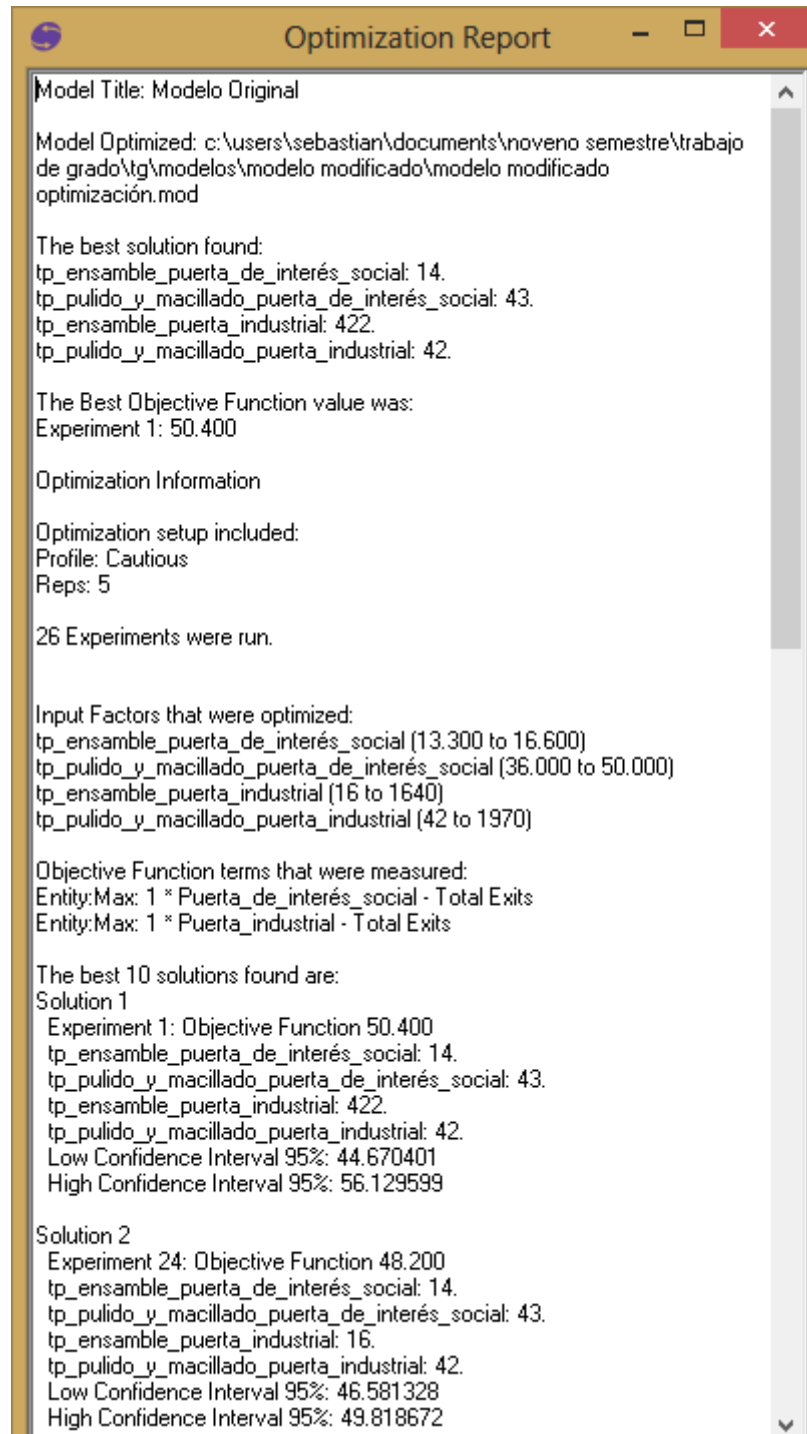 Optimization Report
Model Title: Modelo Original
Model Optimized: c:\users\sebastian\documents\noveno semestre\trabajo
de grado\tg\modelos\modelo modificado\modelo modificado
optimización.mod
The best solution found:
tp_ensamble_puerta_de_interés_social: 14.
tp_pulido_y_macillado_puerta_de_interés_social: 43.
tp_ensamble_puerta_industrial: 422.
tp_pulido_y_macillado_puerta_industrial: 42.
The Best Objective Function value was:
Experiment 1: 50.400
Optimization Information
Optimization setup included:
Profile: Cautious
Reps: 5
26 Experiments were run.
Input Factors that were optimized:
tp_ensamble_puerta_de_interés_social (13.300 to 16.600)
tp_pulido_y_macillado_puerta_de_interés_social (36.000 to 50.000)
tp_ensamble_puerta_industrial (16 to 1640)
tp_pulido_y_macillado_puerta_industrial (42 to 1970)
Objective Function terms that were measured:
Entity:Max: 1 * Puerta_de_interés_social - Total Exits
Entity:Max: 1 * Puerta_industrial - Total Exits
The best 10 solutions found are:
Solution 1
Experiment 1: Objective Function 50.400
tp_ensamble_puerta_de_interés_social: 14.
tp_pulido_y_macillado_puerta_de_interés_social: 43.
tp_ensamble_puerta_industrial: 422.
tp_pulido_y_macillado_puerta_industrial: 42.
Low Confidence Interval 95%: 44.670401
High Confidence Interval 95%: 56.129599
Solution 2
Experiment 24: Objective Function 48.200
tp_ensamble_puerta_de_interés_social: 14.
tp_pulido_y_macillado_puerta_de_interés_social: 43.
tp_ensamble_puerta_industrial: 16.
tp_pulido_y_macillado_puerta_industrial: 42.
Low Confidence Interval 95%: 46.581328
High Confidence Interval 95%: 49.818672